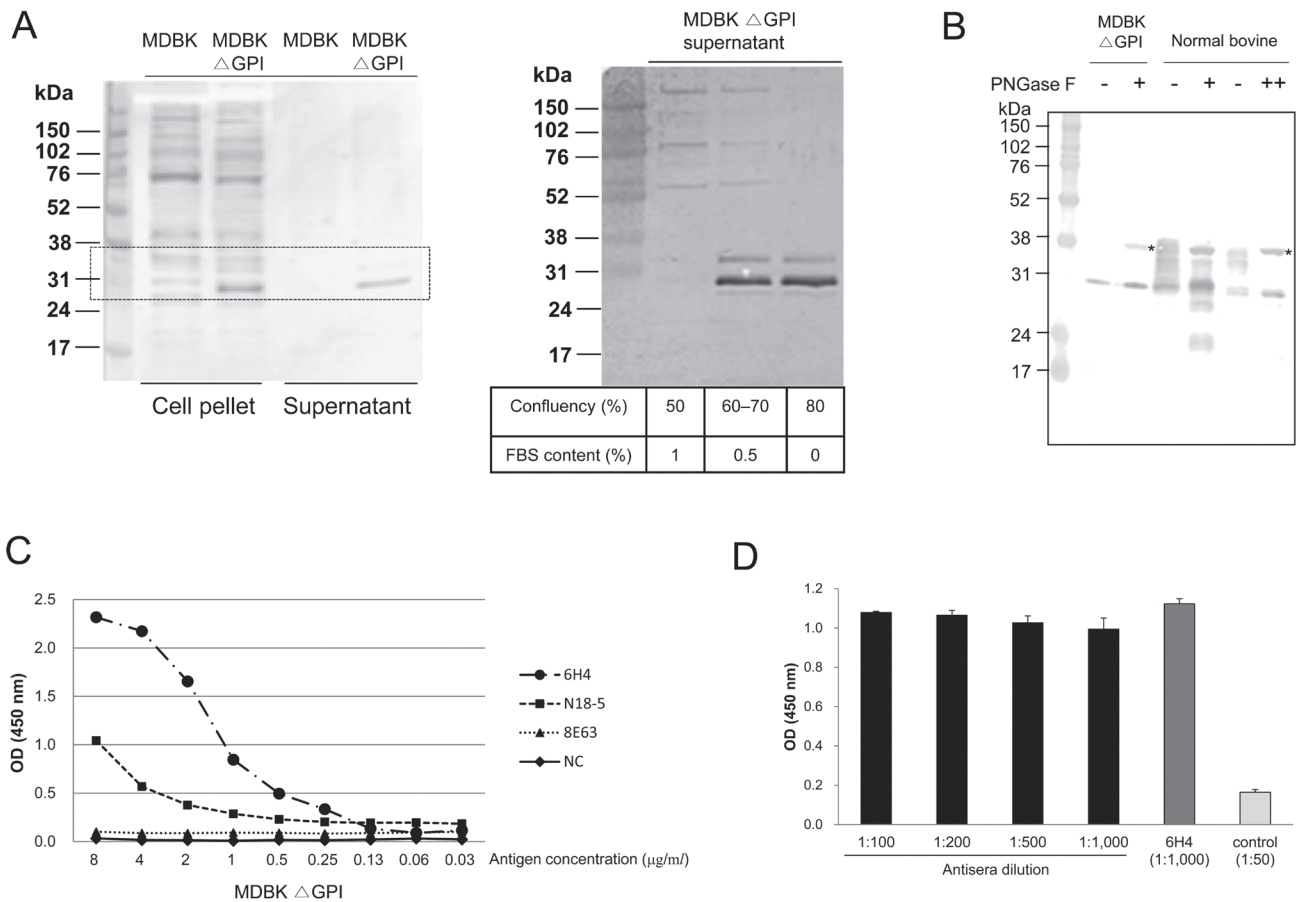 A
MDBK MDBK MDBK MDBK
△GPI △GPI
kDa
150
102
76
52
38
31
24
17
Cell pellet Supernatant
MDBK △GPI
supernatant
kDa
150
102
76
52
38
31
24
17
Confluency (%) 50 60–70 80
FBS content (%) 1 0.5 0
B
MDBK
△GPI
Normal bovine
PNGase F - + - + - ++
kDa
150
102
76
52
38
31
24
17
*
*
C
OD (450 nm)
2.5
2.0
1.5
1.0
0.5
0.0
8 4 2 1 0.5 0.25 0.13 0.06 0.03 Antigen concentration (µg/ml)
MDBK △GPI
6H4
N18-5
8E63
NC
D
OD (450 nm)
1.2
1.0
0.8
0.6
0.4
0.2
0.0
1:100 1:200 1:500 1:1,000 6H4 control
(1:1,000) (1:50)
Antisera dilution